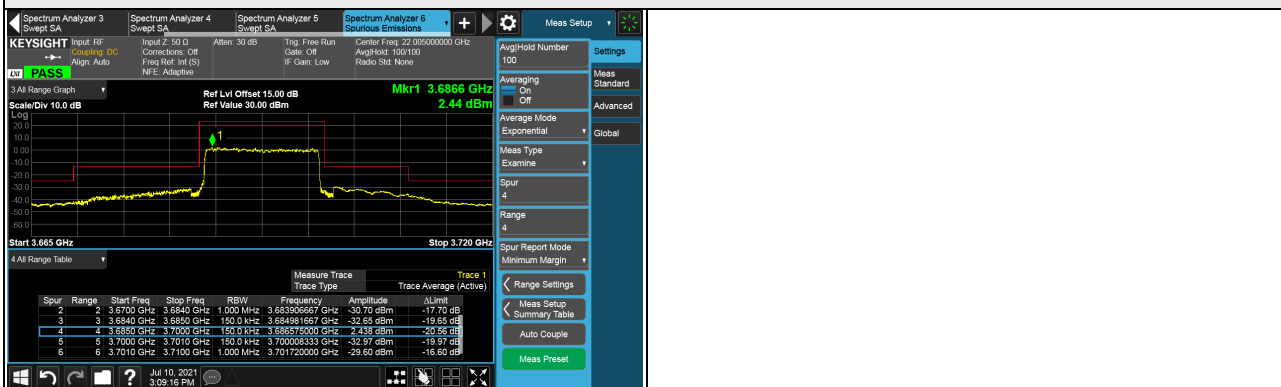 Spectrum Analyzer 3
Swept SA
Spectrum Analyzer 4
Swept SA
Spectrum Analyzer 5
Swept SA
Spectrum Analyzer 6
Spurious Emissions
Meas Setup
KEYSIGHT
Input: RF
Coupling: DC
Align: Auto
Input Z: 50 Ω
Corrections: Off
Freq Ref: Int (S)
NFE: Adaptive
Atten: 30 dB
Trig: Free Run
Gate: Off
IF Gain: Low
Center Freq: 22.005000000 GHz
Avg|Hold: 100/100
Radio Std: None
LXI PASS
3 All Range Graph
Scale/Div 10.0 dB
Ref Lvl Offset 15.00 dB
Ref Value 30.00 dBm
Mkr1 3.6866 GHz
2.44 dBm
Log
20.0
10.0
0.00
-10.0
-20.0
-30.0
-40.0
-50.0
-60.0
1
Start 3.665 GHz
Stop 3.720 GHz
4 All Range Table
Measure Trace Trace 1
Trace Type Trace Average (Active)
Spur Range Start Freq Stop Freq RBW Frequency Amplitude ΔLimit
2 2 3.6700 GHz 3.6840 GHz 1.000 MHz 3.683906667 GHz -30.70 dBm -17.70 dB
3 3 3.6840 GHz 3.6850 GHz 150.0 kHz 3.684981667 GHz -32.65 dBm -19.65 dB
4 4 3.6850 GHz 3.7000 GHz 150.0 kHz 3.686575000 GHz 2.438 dBm -20.56 dB
5 5 3.7000 GHz 3.7010 GHz 150.0 kHz 3.700008333 GHz -32.97 dBm -19.97 dB
6 6 3.7010 GHz 3.7100 GHz 1.000 MHz 3.701720000 GHz -29.60 dBm -16.60 dB
Jul 10, 2021
3:09:16 PM
Avg|Hold Number
100
Averaging
On
Off
Average Mode
Exponential
Meas Type
Examine
Spur
4
Range
4
Spur Report Mode
Minimum Margin
Range Settings
Meas Setup
Summary Table
Auto Couple
Meas Preset
Settings
Meas
Standard
Advanced
Global